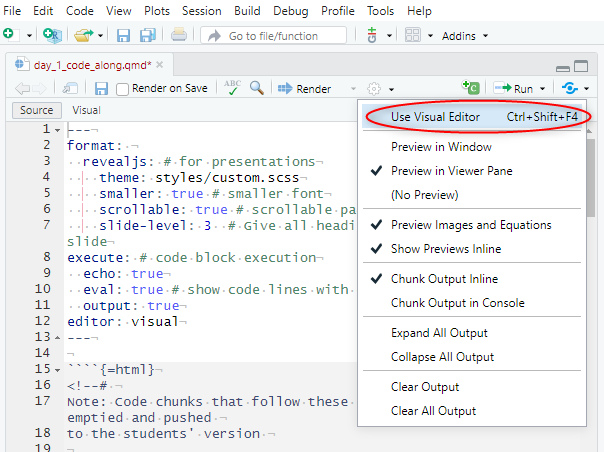 File Edit Code View Plots Session Build Debug Profile Tools Help
Go to file/function
Addins
day_1_code_along.qmd*
Render on Save
ABC
Render
Run
Source Visual
1 ---
2 format:
3 revealjs: # for presentations
4 theme: styles/custom.scss
5 smaller: true # smaller font
6 scrollable: true # scrollable pa
7 slide-level: 3 # Give all headi
slide
8 execute: # code block execution
9 echo: true
10 eval: true # show code lines with
11 output: true
12 editor: visual
13 ---
14
15 ````{=html}
16 <!--#
17 Note: Code chunks that follow these
emptied and pushed
18 to the students' version
19
Use Visual Editor Ctrl+Shift+F4
Preview in Window
Preview in Viewer Pane
(No Preview)
Preview Images and Equations
Show Previews Inline
Chunk Output Inline
Chunk Output in Console
Expand All Output
Collapse All Output
Clear Output
Clear All Output